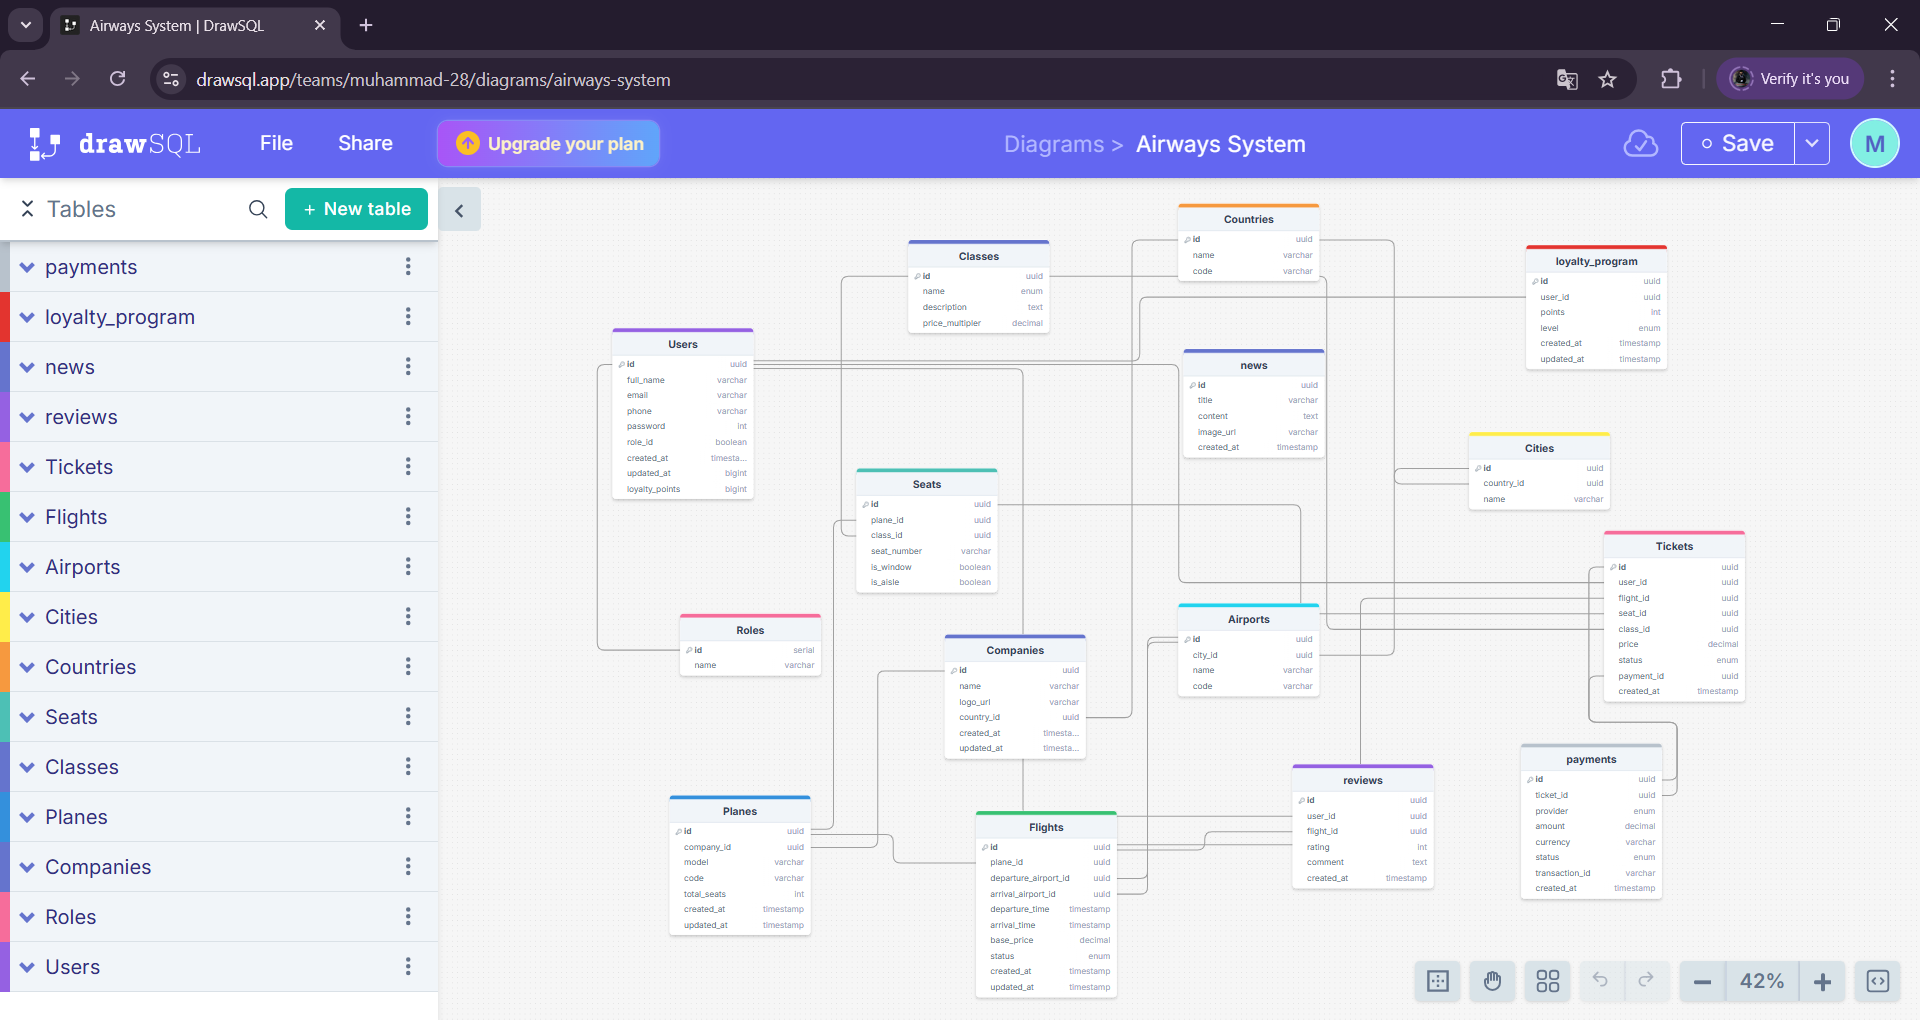 Airways System | DrawSQL
drawsql.app/teams/muhammad-28/diagrams/airways-system
Verify it's you
drawSQL
File
Share
Upgrade your plan
Diagrams > Airways System
Save
M
Tables
+ New table
payments
loyalty_program
news
reviews
Tickets
Flights
Airports
Cities
Countries
Seats
Classes
Planes
Companies
Roles
Users
Countries
id uuid
name varchar
code varchar
Classes
id uuid
name enum
description text
price_multipler decimal
loyalty_program
id uuid
user_id uuid
points int
level enum
created_at timestamp
updated_at timestamp
Users
id uuid
full_name varchar
email varchar
phone varchar
password int
role_id boolean
created_at timesta...
updated_at bigint
loyalty_points bigint
news
id uuid
title varchar
content text
image_url varchar
created_at timestamp
Cities
id uuid
country_id uuid
name varchar
Seats
id uuid
plane_id uuid
class_id uuid
seat_number varchar
is_window boolean
is_aisle boolean
Tickets
id uuid
user_id uuid
flight_id uuid
seat_id uuid
class_id uuid
price decimal
status enum
payment_id uuid
created_at timestamp
Roles
id serial
name varchar
Airports
id uuid
city_id uuid
name varchar
code varchar
Companies
id uuid
name varchar
logo_url varchar
country_id uuid
created_at timesta...
updated_at timesta...
payments
id uuid
ticket_id uuid
provider enum
amount decimal
currency varchar
status enum
transaction_id varchar
created_at timestamp
reviews
id uuid
user_id uuid
flight_id uuid
rating int
comment text
created_at timestamp
Planes
id uuid
company_id uuid
model varchar
code varchar
total_seats int
created_at timestamp
updated_at timestamp
Flights
id uuid
plane_id uuid
departure_airport_id uuid
arrival_airport_id uuid
departure_time timestamp
arrival_time timestamp
base_price decimal
status enum
created_at timestamp
updated_at timestamp
42%